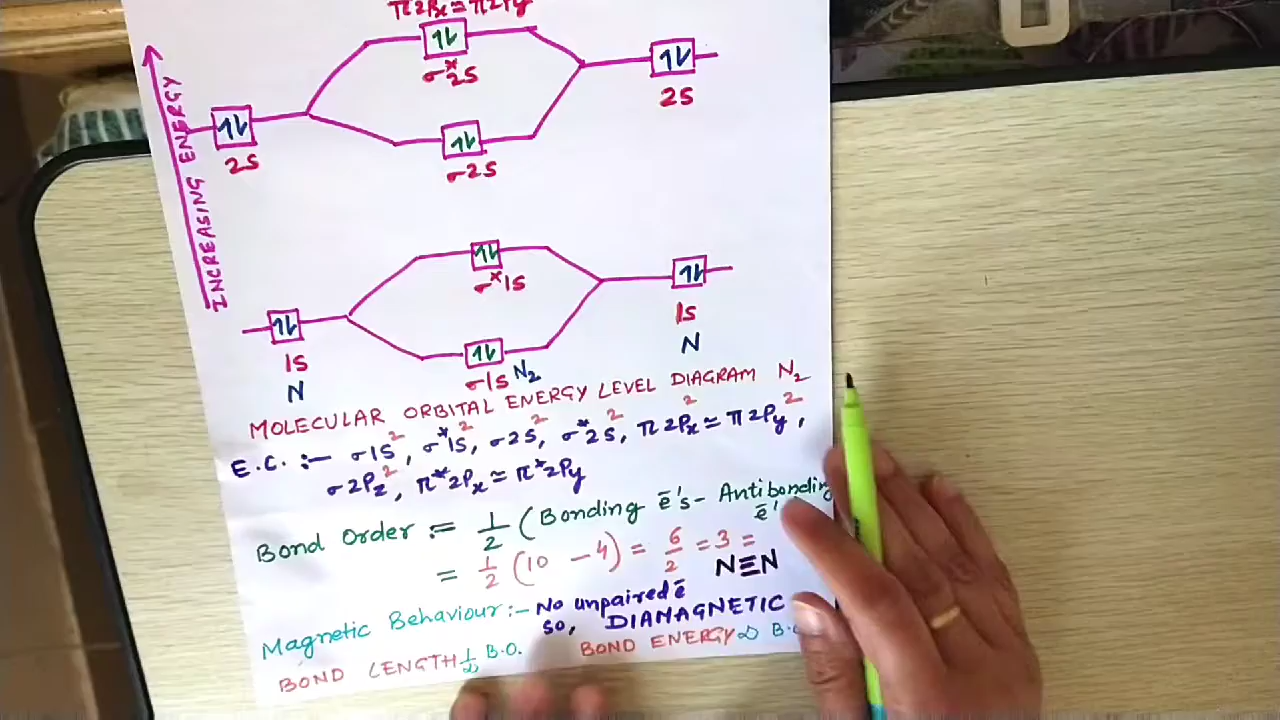 π2Px ≃ π2Py
INCREASING ENERGY
↿⇂
σ*2S
↿⇂
2S
↿⇂
2S
↿⇂
σ2S
↿⇂
σ*1S
↿⇂
1S
N
↿⇂
1S
N
↿⇂
σ1S N₂
MOLECULAR ORBITAL ENERGY LEVEL DIAGRAM N₂
E.C. :- σ1S², σ*1S², σ2S², σ*2S², π2Px² ≃ π2Py²,
σ2Pz², π*2Px ≃ π*2Py
Bond Order := 1/2 (Bonding ē's - Antibonding
ē'
= 1/2 (10 - 4) = 6/2 = 3 =
N≡N
Magnetic Behaviour :- No unpaired ē
so, DIAMAGNETIC
BOND LENGTH 1/∝ B.O. BOND ENERGY ∝ B.